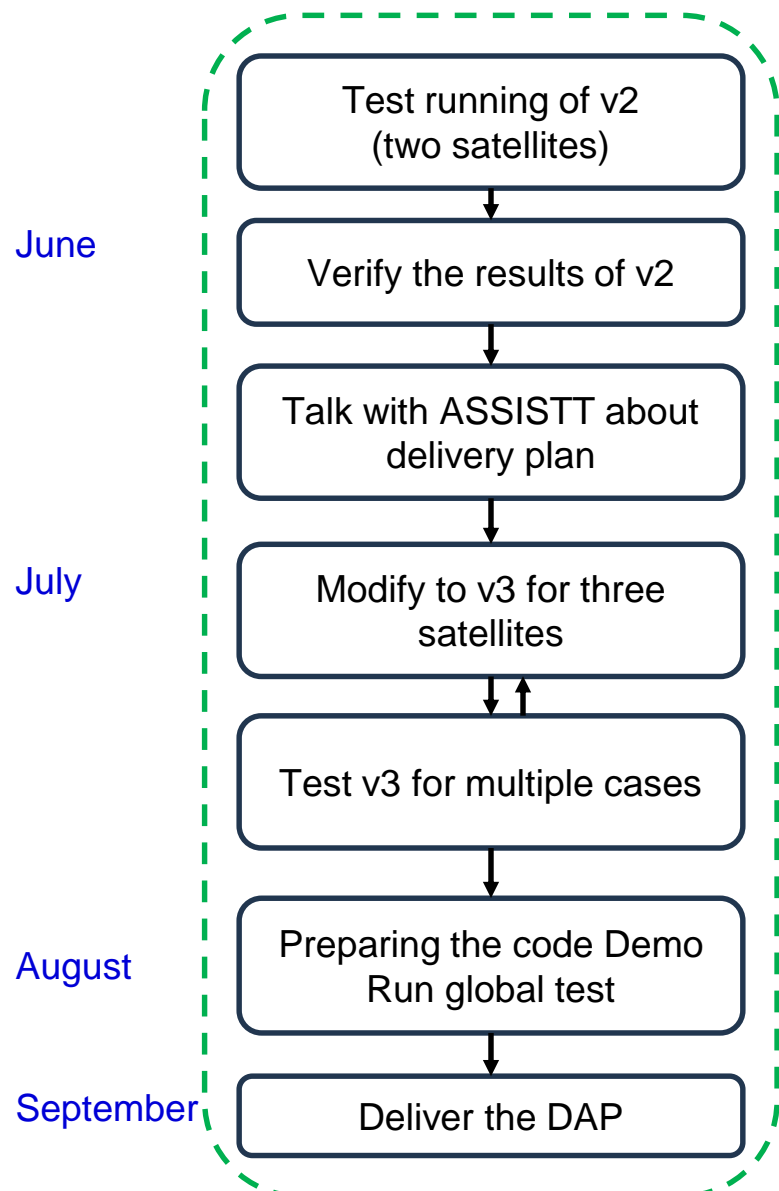 Test running of v2
(two satellites)
June
Verify the results of v2
Talk with ASSISTT about
delivery plan
July
Modify to v3 for three
satellites
Test v3 for multiple cases
August
Preparing the code Demo
Run global test
September
Deliver the DAP